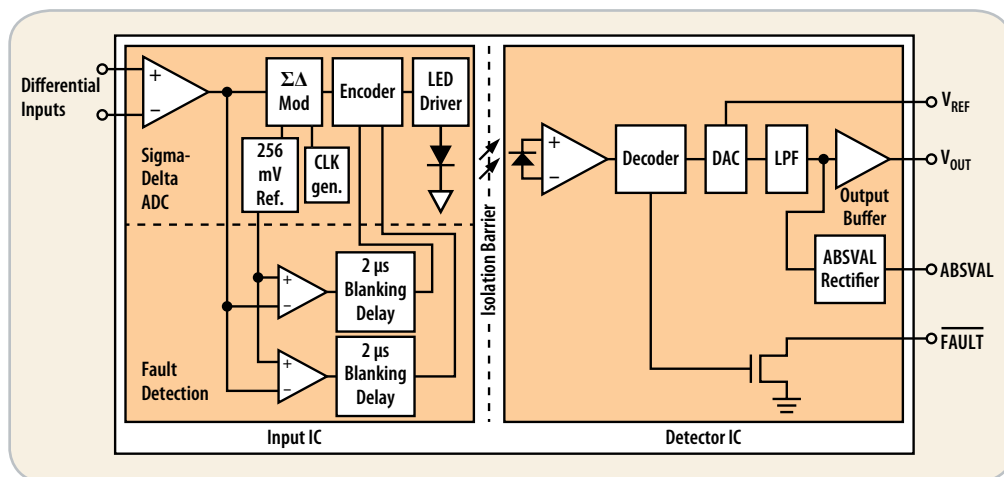 Differential
Inputs
+
−
ΣΔ
Mod
Encoder
LED
Driver
Sigma-
Delta
ADC
256
mV
Ref.
CLK
gen.
Fault
Detection
+
−
2 µs
Blanking
Delay
+
−
2 µs
Blanking
Delay
Input IC
Isolation Barrier
+
−
Decoder
DAC
LPF
Output
Buffer
ABSVAL
Rectifier
Detector IC
VREF
VOUT
ABSVAL
FAULT